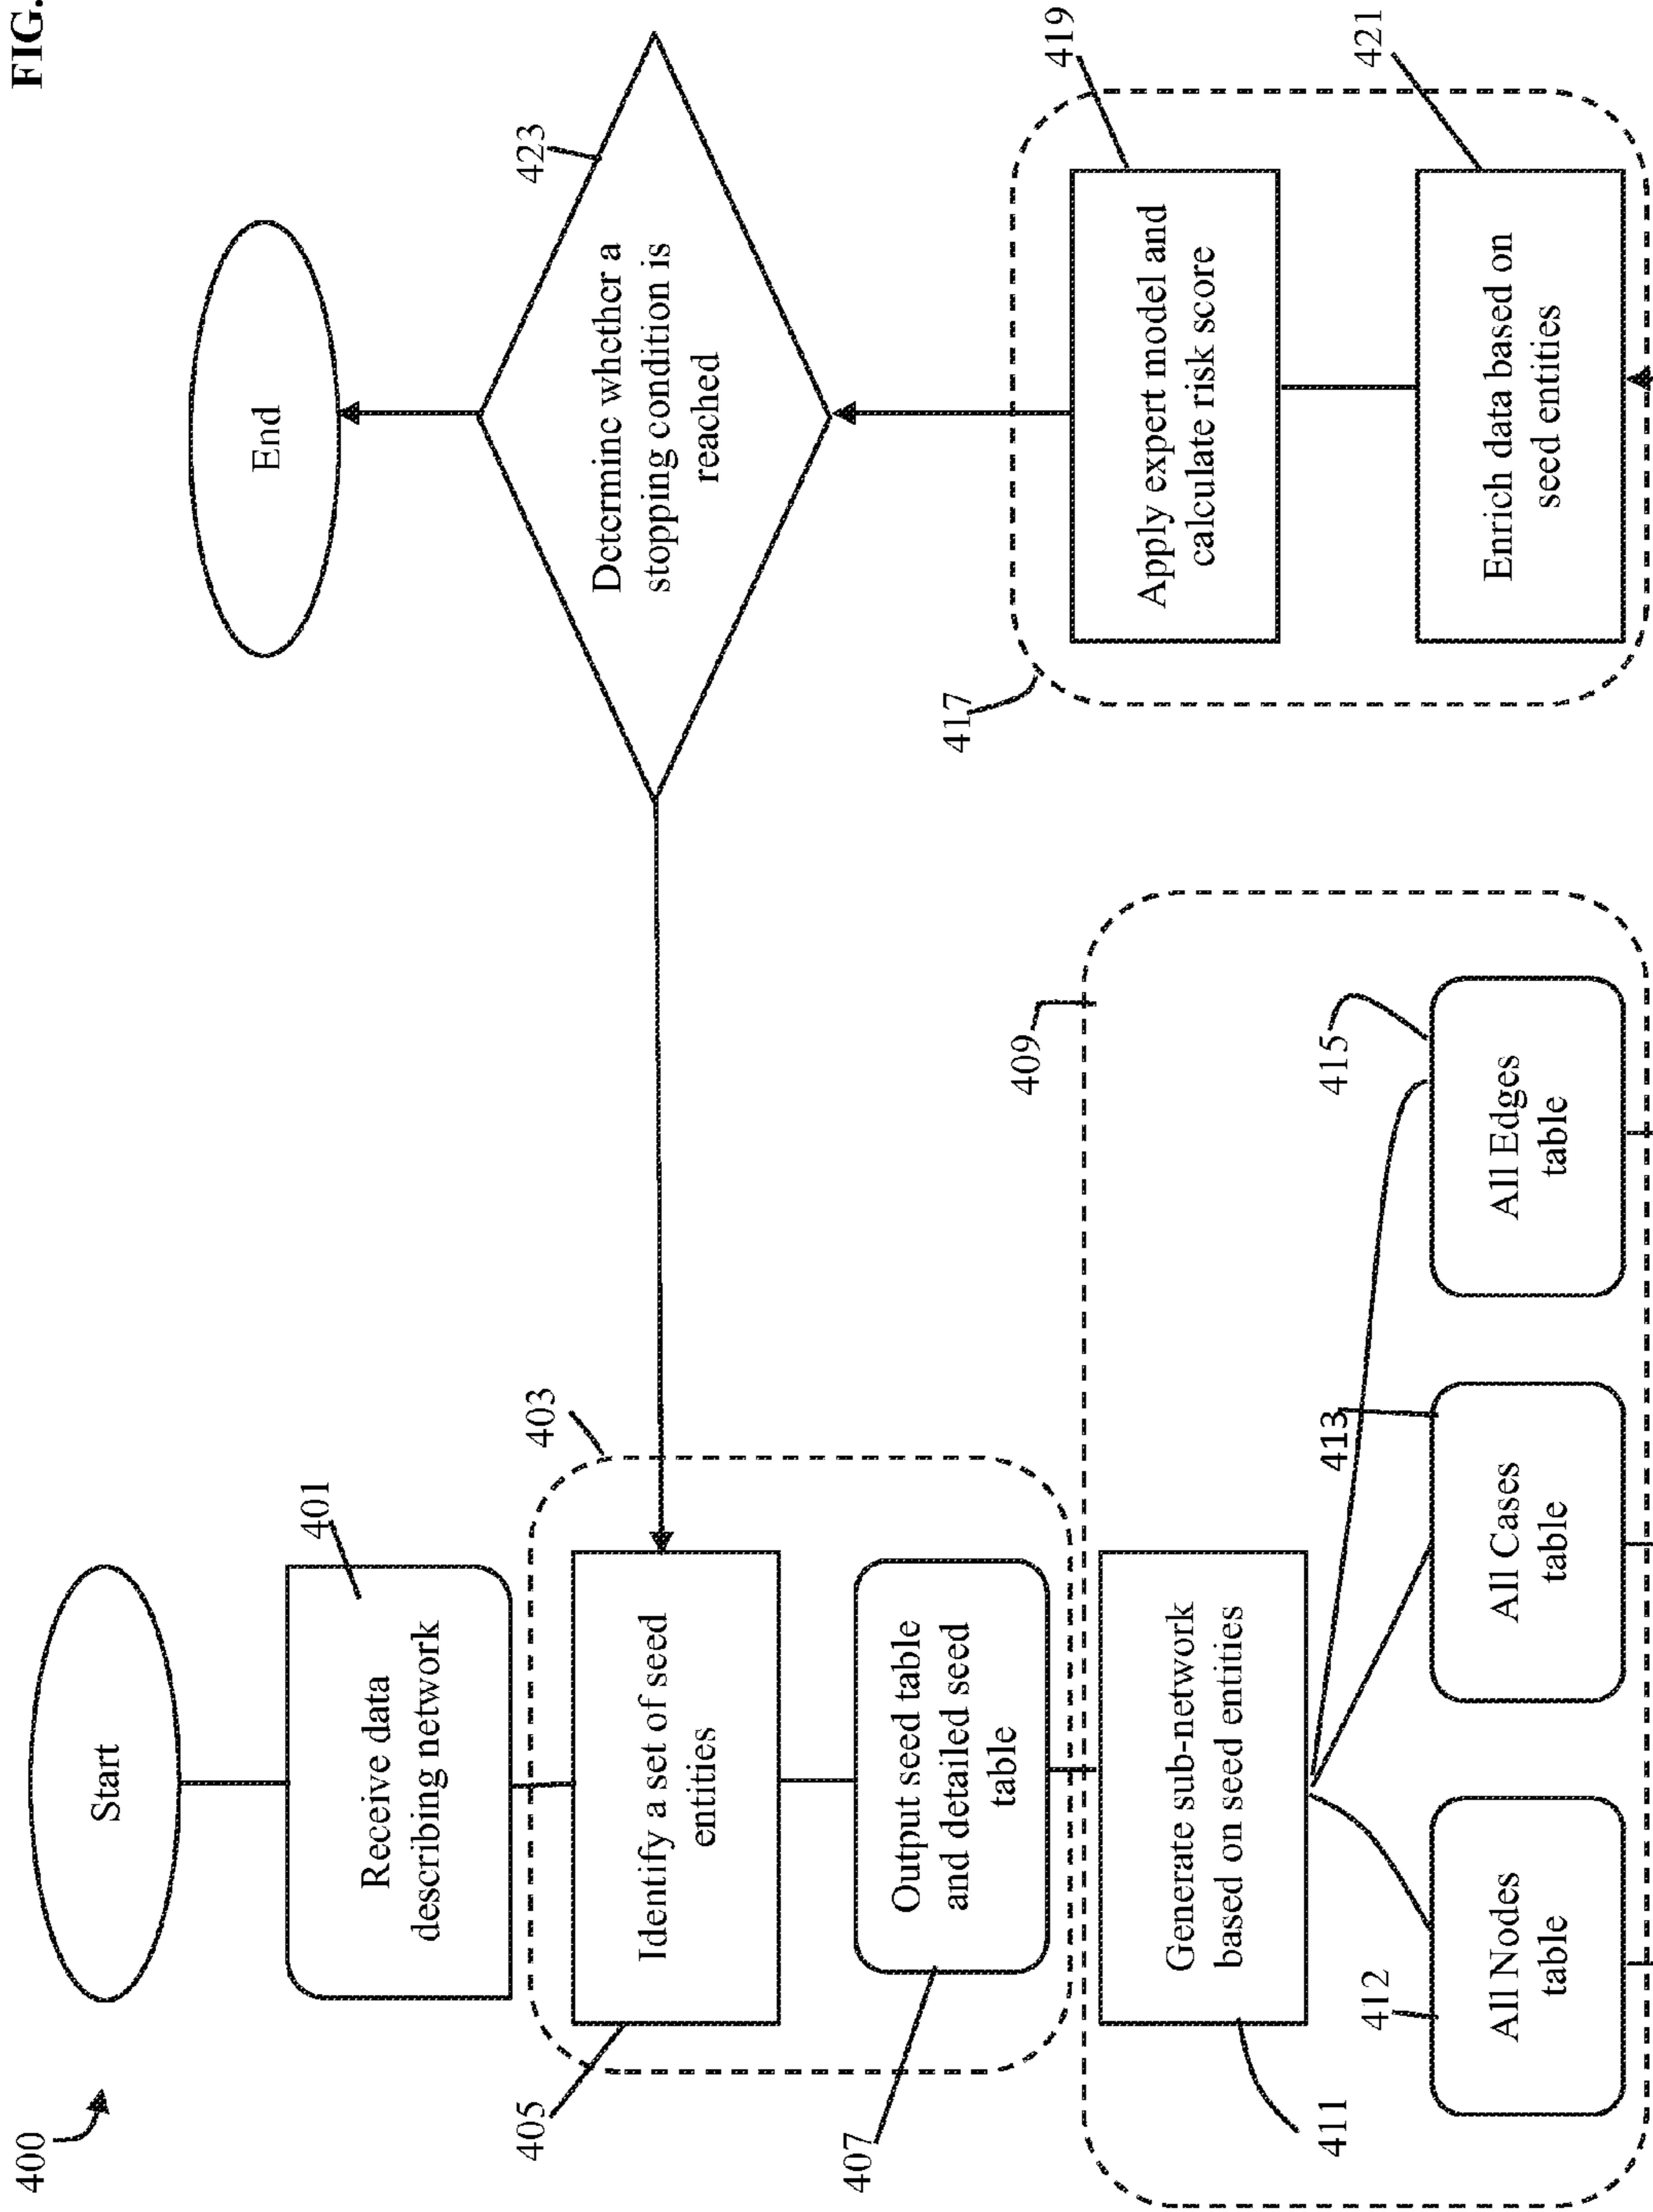 FIG.
400
Start
401
Receive data
describing network
403
405
Identify a set of seed
entities
407
Output seed table
and detailed seed
table
409
411
Generate sub-network
based on seed entities
412
All Nodes
table
413
All Cases
table
415
All Edges
table
End
423
Determine whether a
stopping condition is
reached
417
419
Apply expert model and
calculate risk score
421
Enrich data based on
seed entities